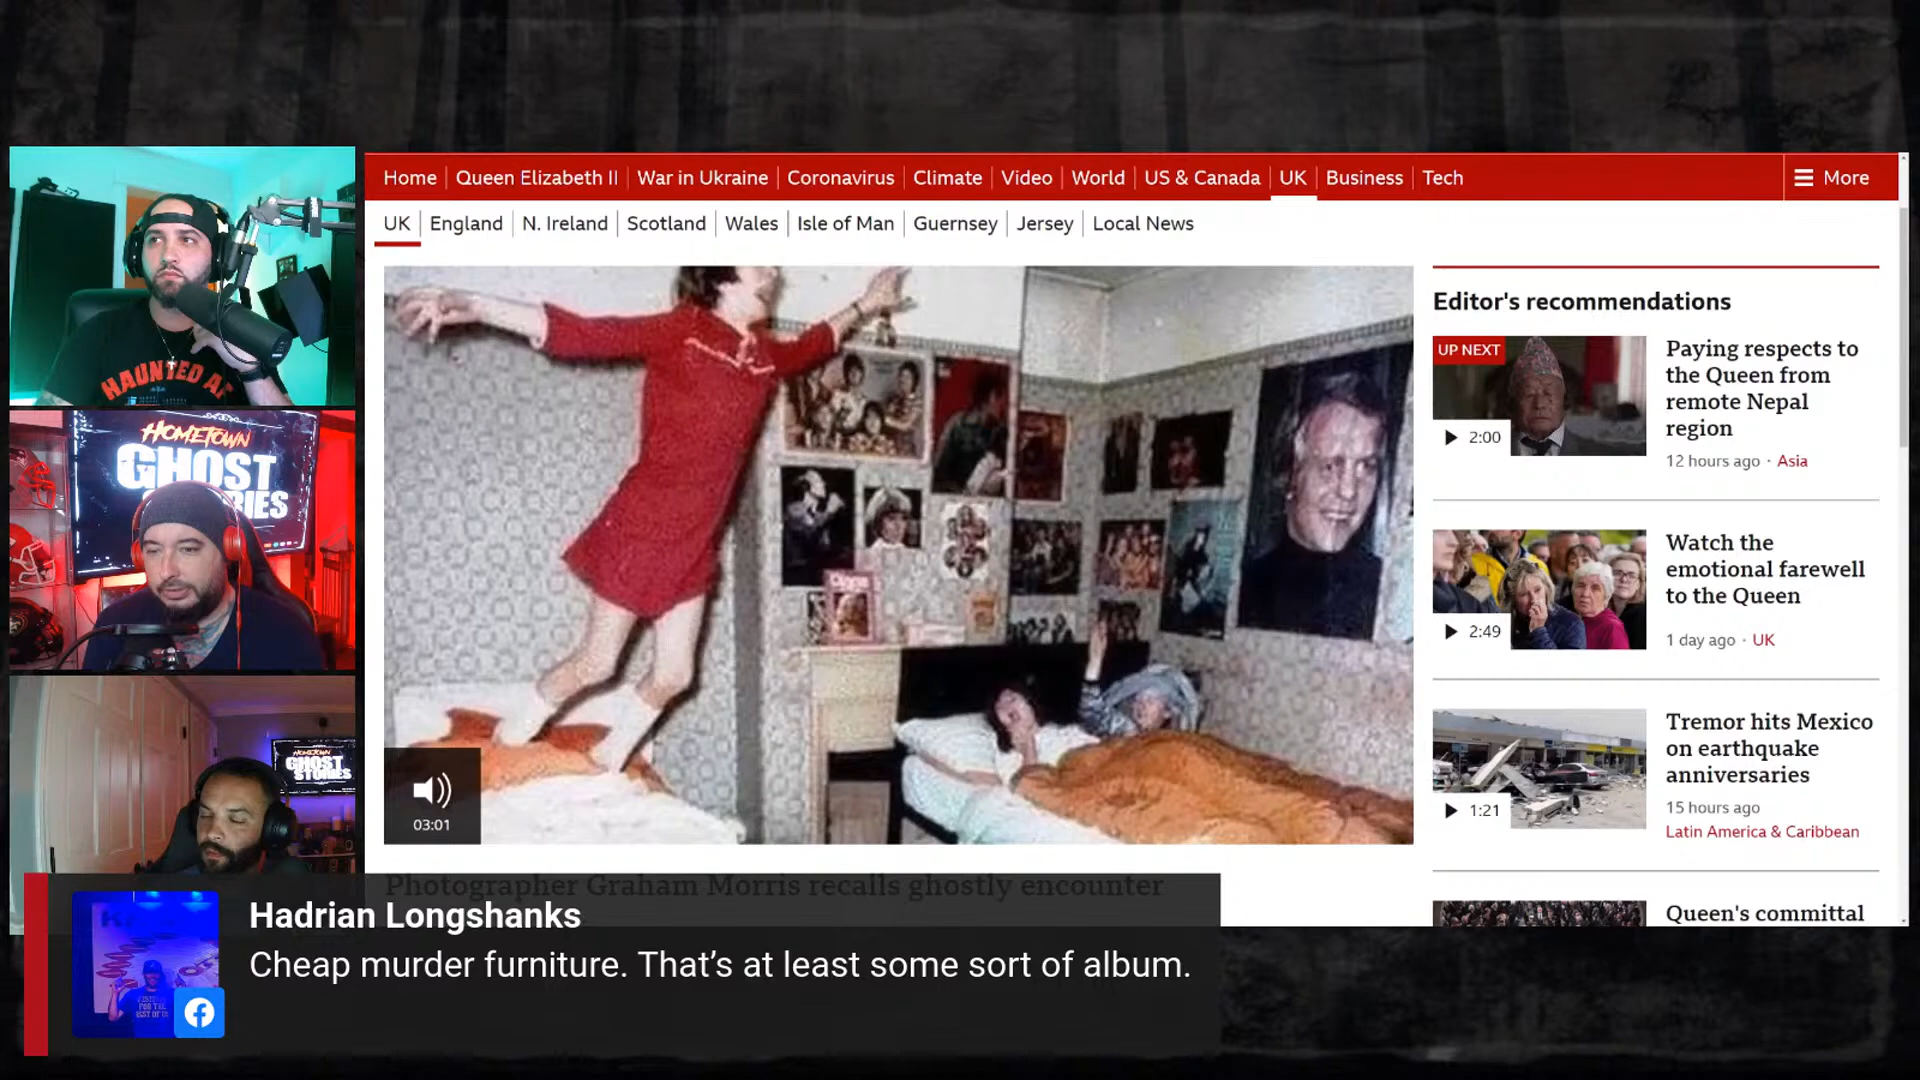 Home
Queen Elizabeth II
War in Ukraine
Coronavirus
Climate
Video
World
US & Canada
UK
Business
Tech
More
UK
England
N. Ireland
Scotland
Wales
Isle of Man
Guernsey
Jersey
Local News
HAUNTED AF
HOMETOWN
GHOST
STORIES
HOMETOWN
GHOST
STORIES
03:01
Photographer Graham Morris recalls ghostly encounter
Editor's recommendations
UP NEXT
2:00
Paying respects to
the Queen from
remote Nepal
region
12 hours ago · Asia
2:49
Watch the
emotional farewell
to the Queen
1 day ago · UK
1:21
Tremor hits Mexico
on earthquake
anniversaries
15 hours ago
Latin America & Caribbean
Queen's committal
Hadrian Longshanks
Cheap murder furniture. That’s at least some sort of album.